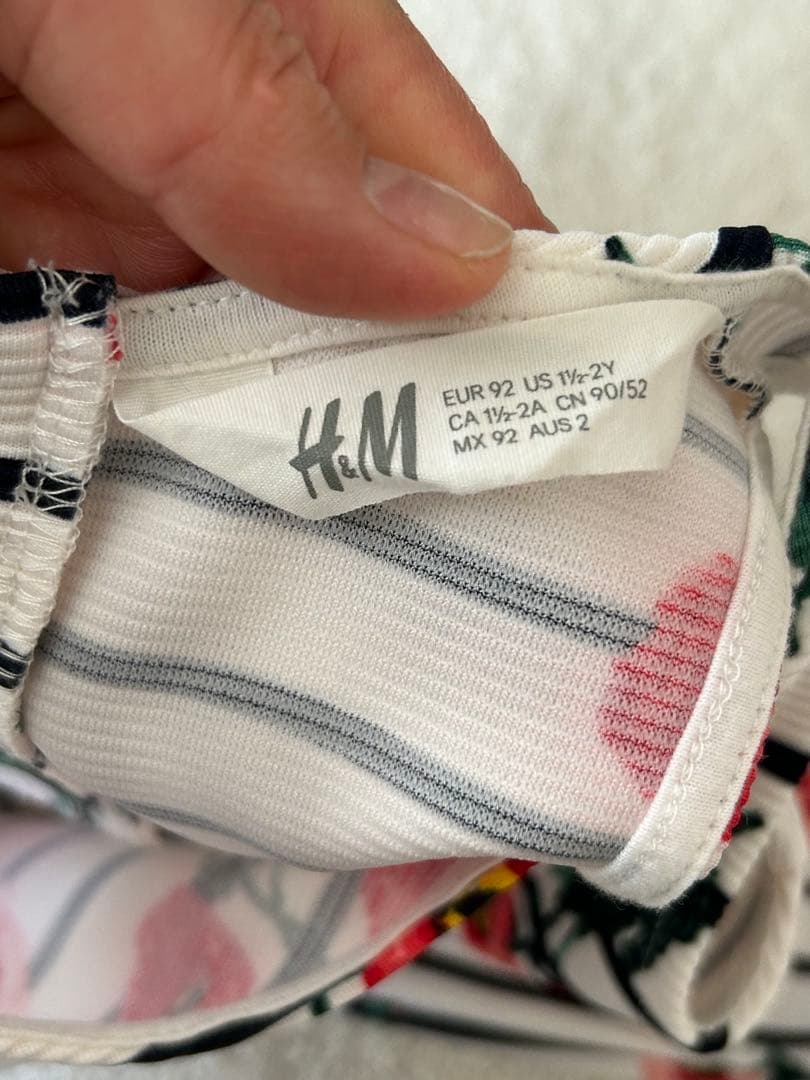 H&M
EUR 92 US 1½-2Y
CA 1½-2A CN 90/52
MX 92 AUS 2